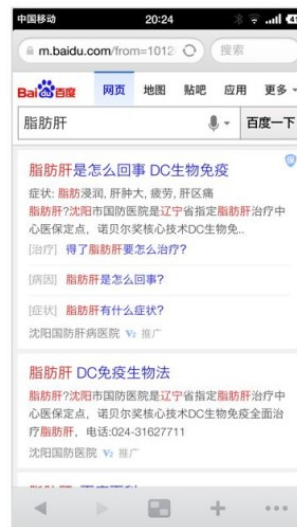 中国移动 20:24
m.baidu.com/from=1012 搜索
Bai百度 网页 地图 贴吧 应用 更多
脂肪肝 百度一下
脂肪肝是怎么回事 DC生物免疫
症状: 脂肪浸润, 肝肿大, 疲劳, 肝区痛
脂肪肝?沈阳市国防医院是辽宁省指定脂肪肝治疗中
心医保定点, 诺贝尔奖核心技术DC生物免..
[治疗] 得了脂肪肝要怎么治疗?
[病因] 脂肪肝是怎么回事?
[症状] 脂肪肝有什么症状?
沈阳国防肝病医院 V2 推广
脂肪肝 DC免疫生物法
脂肪肝?沈阳市国防医院是辽宁省指定脂肪肝治疗中
心医保定点, 诺贝尔奖核心技术DC生物免疫全面治
疗脂肪肝, 电话:024-31627711
沈阳国防医院 V2 推广